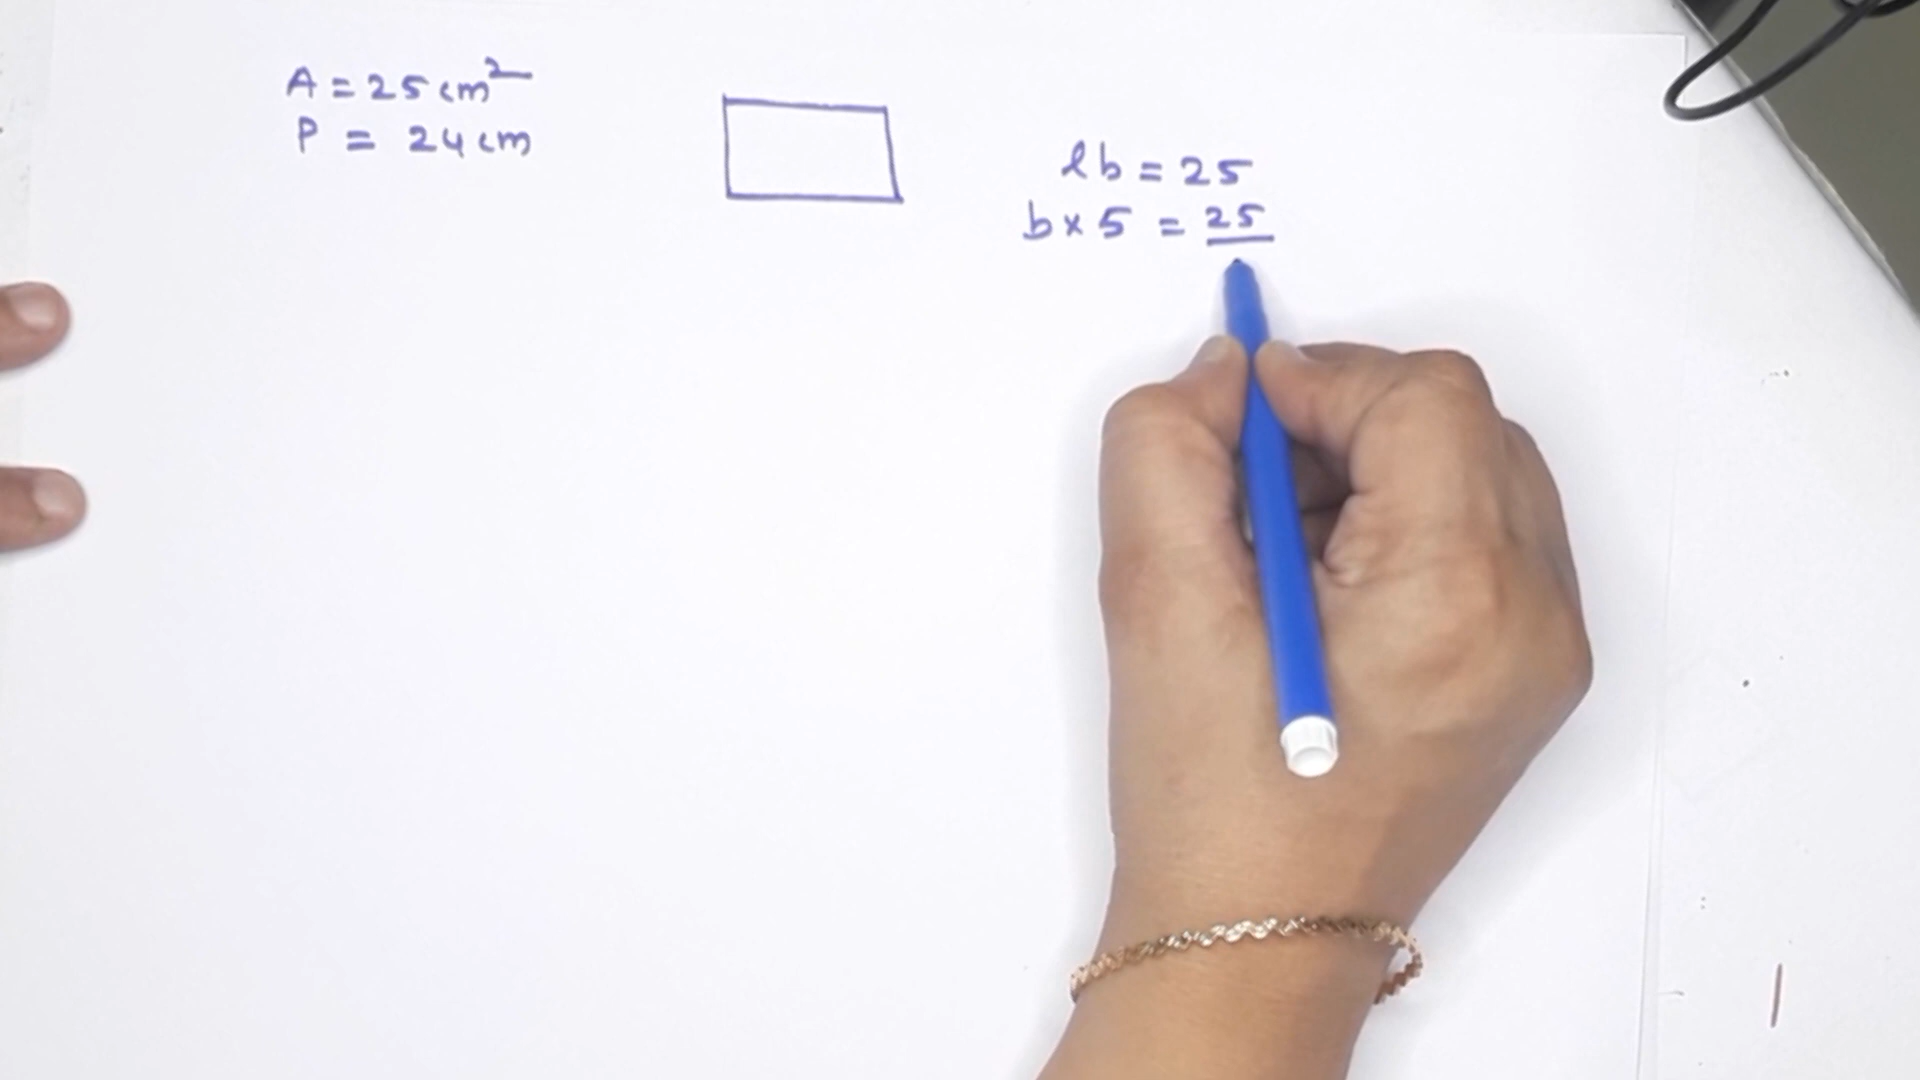 A = 25 cm²
P = 24 cm
lb = 25
b × 5 = 25